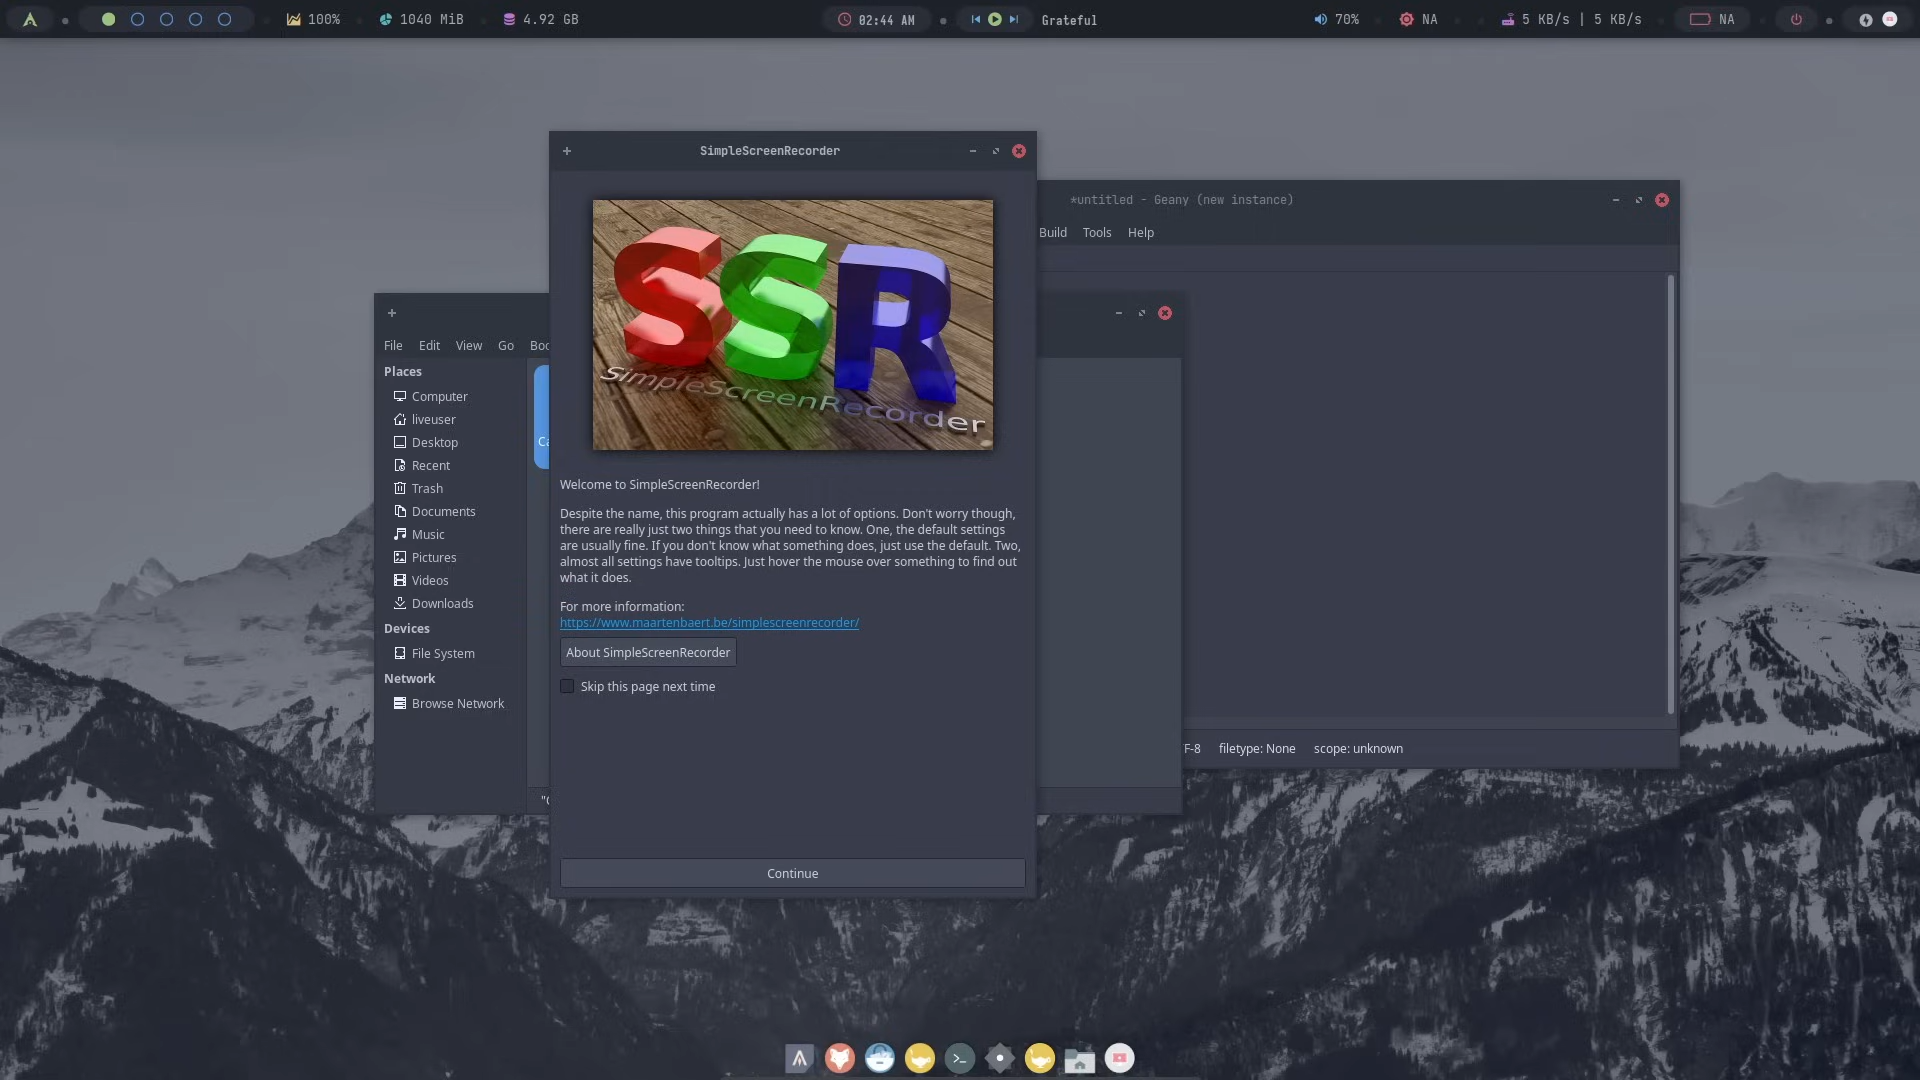 100%
1040 MiB
4.92 GB
02:44 AM
Grateful
70%
NA
5 KB/s | 5 KB/s
NA
SimpleScreenRecorder
SSR
SimpleScreenRecorder
Welcome to SimpleScreenRecorder!
Despite the name, this program actually has a lot of options. Don't worry though,
there are really just two things that you need to know. One, the default settings
are usually fine. If you don't know what something does, just use the default. Two,
almost all settings have tooltips. Just hover the mouse over something to find out
what it does.
For more information:
https://www.maartenbaert.be/simplescreenrecorder/
About SimpleScreenRecorder
Skip this page next time
Continue
*untitled - Geany (new instance)
Build Tools Help
F-8 filetype: None scope: unknown
File Edit View Go Boo
Places
Computer
liveuser
Desktop
Recent
Trash
Documents
Music
Pictures
Videos
Downloads
Devices
File System
Network
Browse Network
Ca